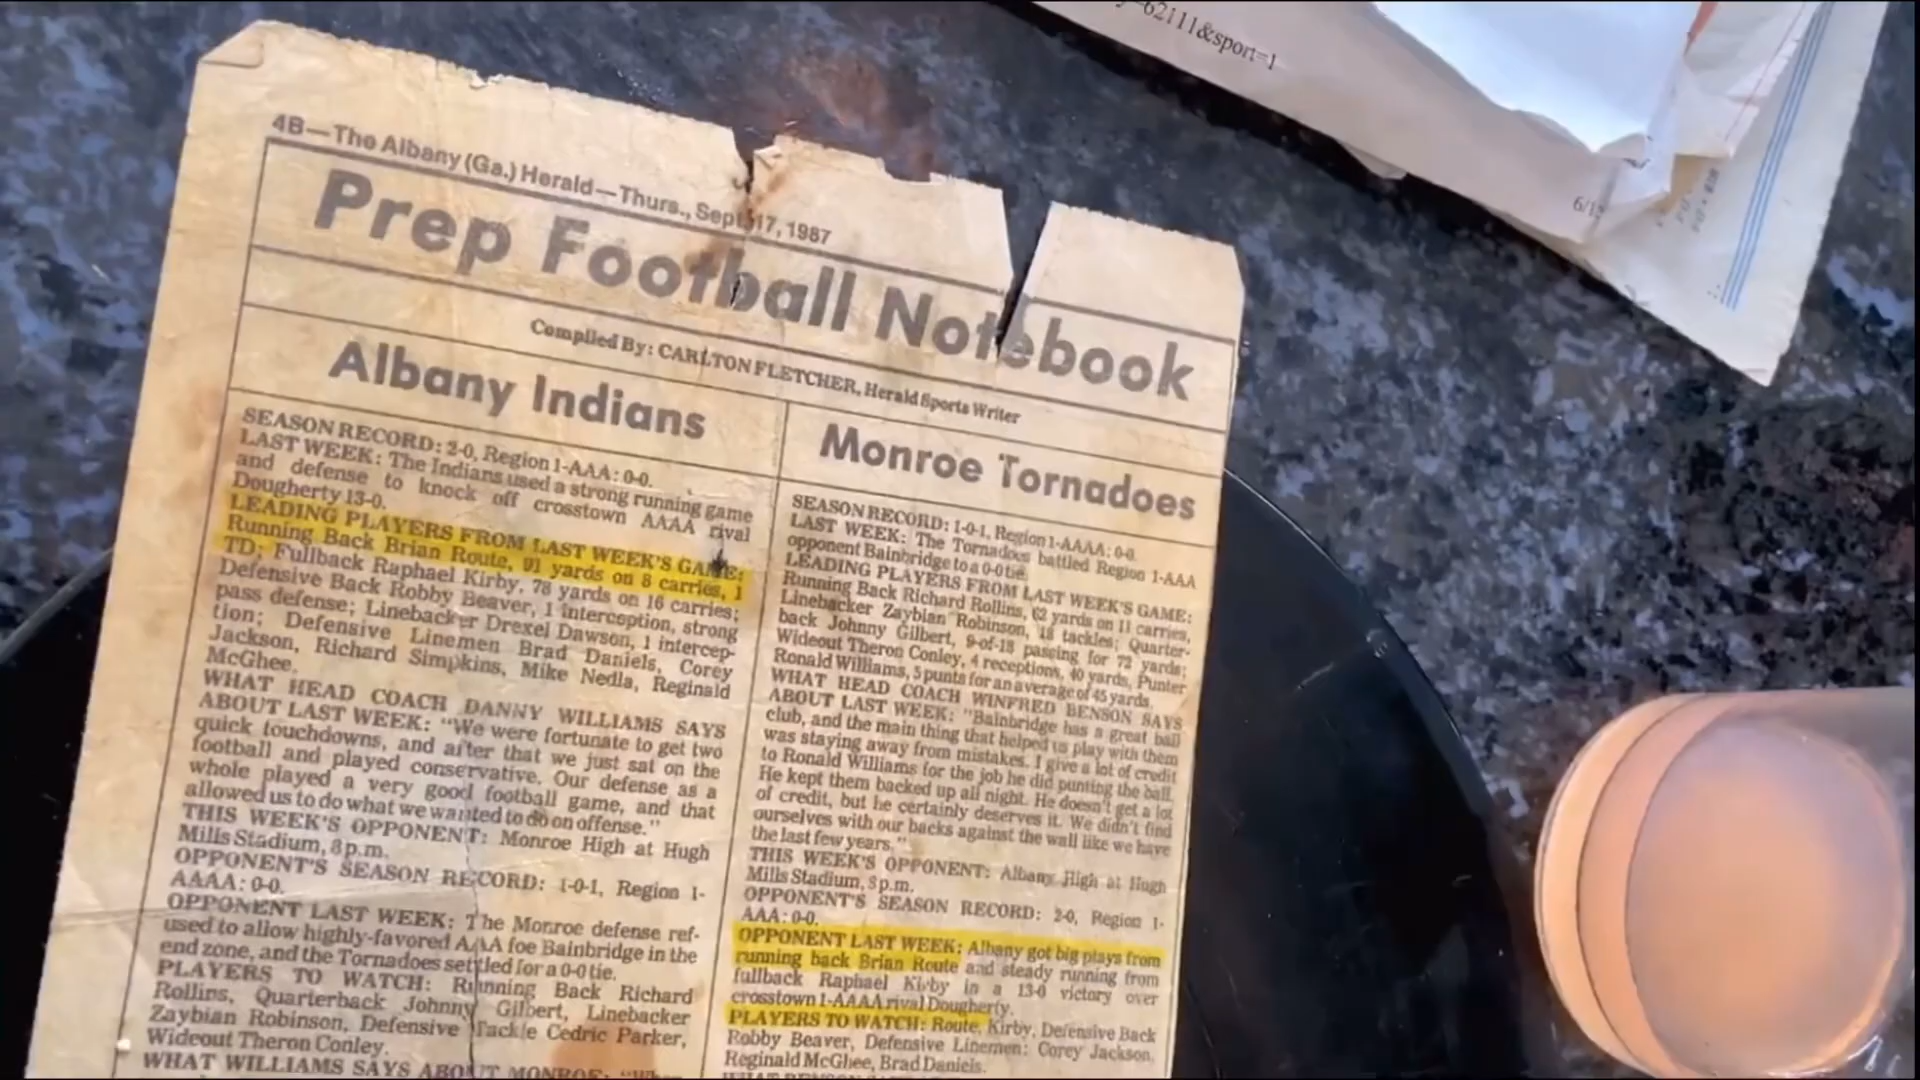 62111&sport=1
4B—The Albany (Ga.) Herald—Thurs., Sept. 17, 1987
Prep Football Notebook
Compiled By: CARLTON FLETCHER, Herald Sports Writer
Albany Indians
SEASON RECORD: 2-0, Region 1-AAA: 0-0.
LAST WEEK: The Indians used a strong running game
and defense to knock off crosstown AAAA rival
Dougherty 13-0.
LEADING PLAYERS FROM LAST WEEK'S GAME:
Running Back Brian Route, 91 yards on 8 carries, 1
TD; Fullback Raphael Kirby, 78 yards on 16 carries;
Defensive Back Robby Beaver, 1 interception, strong
pass defense; Linebacker Drexel Dawson, 1 intercep-
tion; Defensive Linemen Brad Daniels, Corey
Jackson, Richard Simpkins, Mike Nedla, Reginald
McGhee.
WHAT HEAD COACH DANNY WILLIAMS SAYS
ABOUT LAST WEEK: "We were fortunate to get two
quick touchdowns, and after that we just sat on the
football and played conservative. Our defense as a
whole played a very good football game, and that
allowed us to do what we wanted to do on offense."
THIS WEEK'S OPPONENT: Monroe High at Hugh
Mills Stadium, 8 p.m.
OPPONENT'S SEASON RECORD: 1-0-1, Region 1-
AAAA: 0-0.
OPPONENT LAST WEEK: The Monroe defense ref-
used to allow highly-favored AAA foe Bainbridge in the
end zone, and the Tornadoes settled for a 0-0 tie.
PLAYERS TO WATCH: Running Back Richard
Rollins, Quarterback Johnny Gilbert, Linebacker
Zaybian Robinson, Defensive Tackle Cedric Parker,
Wideout Theron Conley.
WHAT WILLIAMS SAYS ABOUT MONROE:
Monroe Tornadoes
SEASON RECORD: 1-0-1, Region 1-AAAA: 0-0.
LAST WEEK: The Tornadoes battled Region 1-AAA
opponent Bainbridge to a 0-0 tie.
LEADING PLAYERS FROM LAST WEEK'S GAME:
Running Back Richard Rollins, 62 yards on 11 carries,
Linebacker Zaybian Robinson, 18 tackles; Quarter-
back Johnny Gilbert, 9-of-18 passing for 72 yards;
Wideout Theron Conley, 4 receptions, 40 yards, Punter
Ronald Williams, 5 punts for an average of 45 yards.
WHAT HEAD COACH WINFRED BENSON SAYS
ABOUT LAST WEEK: "Bainbridge has a great ball
club, and the main thing that helped us play with them
was staying away from mistakes. I give a lot of credit
to Ronald Williams for the job he did punting the ball.
He kept them backed up all night. He doesn't get a lot
of credit, but he certainly deserves it. We didn't find
ourselves with our backs against the wall like we have
the last few years."
THIS WEEK'S OPPONENT: Albany High at Hugh
Mills Stadium, 8 p.m.
OPPONENT'S SEASON RECORD: 2-0, Region 1-
AAA: 0-0.
OPPONENT LAST WEEK: Albany got big plays from
running back Brian Route and steady running from
fullback Raphael Kirby in a 13-0 victory over
crosstown 1-AAAA rival Dougherty.
PLAYERS TO WATCH: Route, Kirby, Defensive Back
Robby Beaver, Defensive Linemen: Corey Jackson,
Reginald McGhee, Brad Daniels.